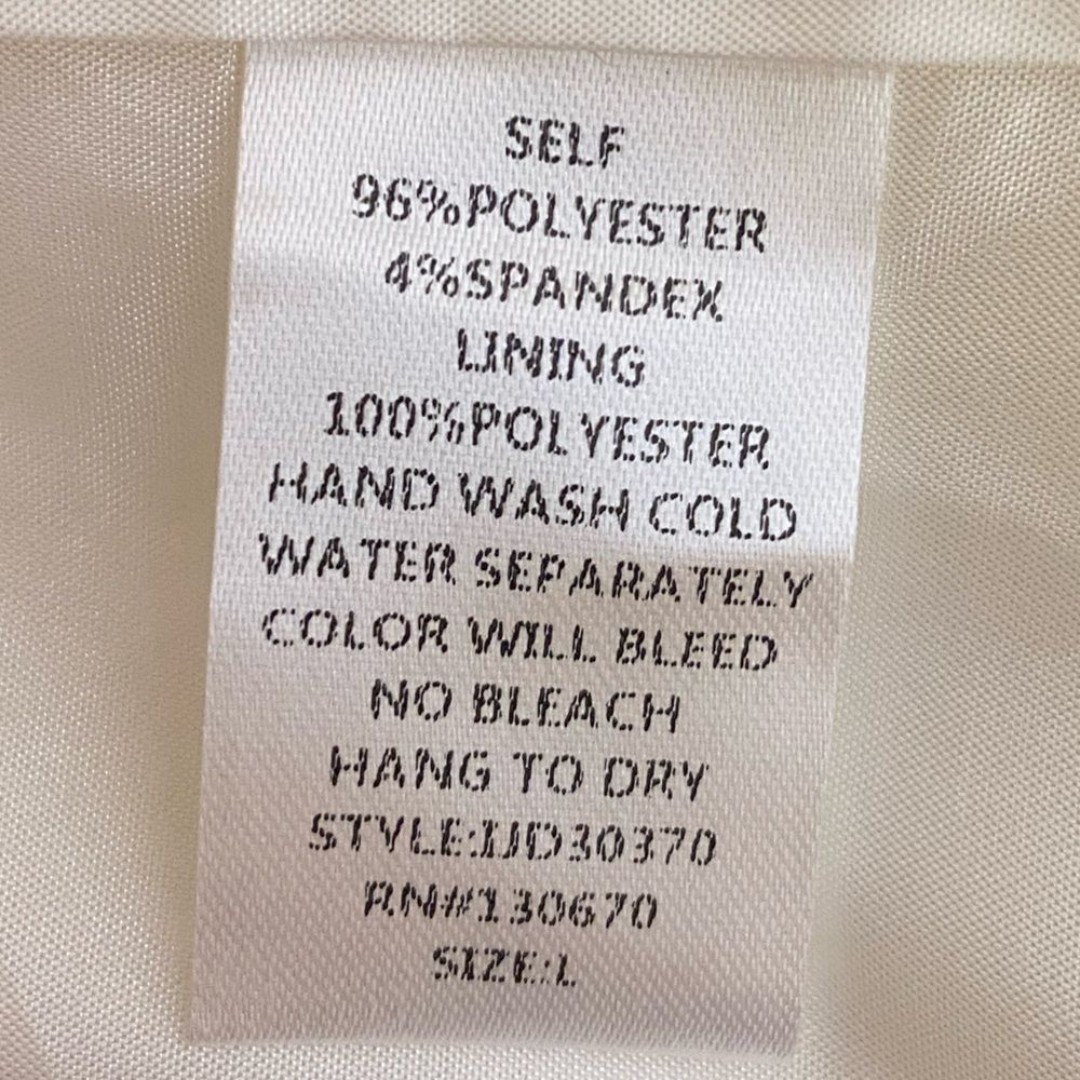 SELF
96%POLYESTER
4%SPANDEX
LINING
100%POLYESTER
HAND WASH COLD
WATER SEPARATELY
COLOR WILL BLEED
NO BLEACH
HANG TO DRY
STYLE:IJD30370
RN#130670
SIZE:L